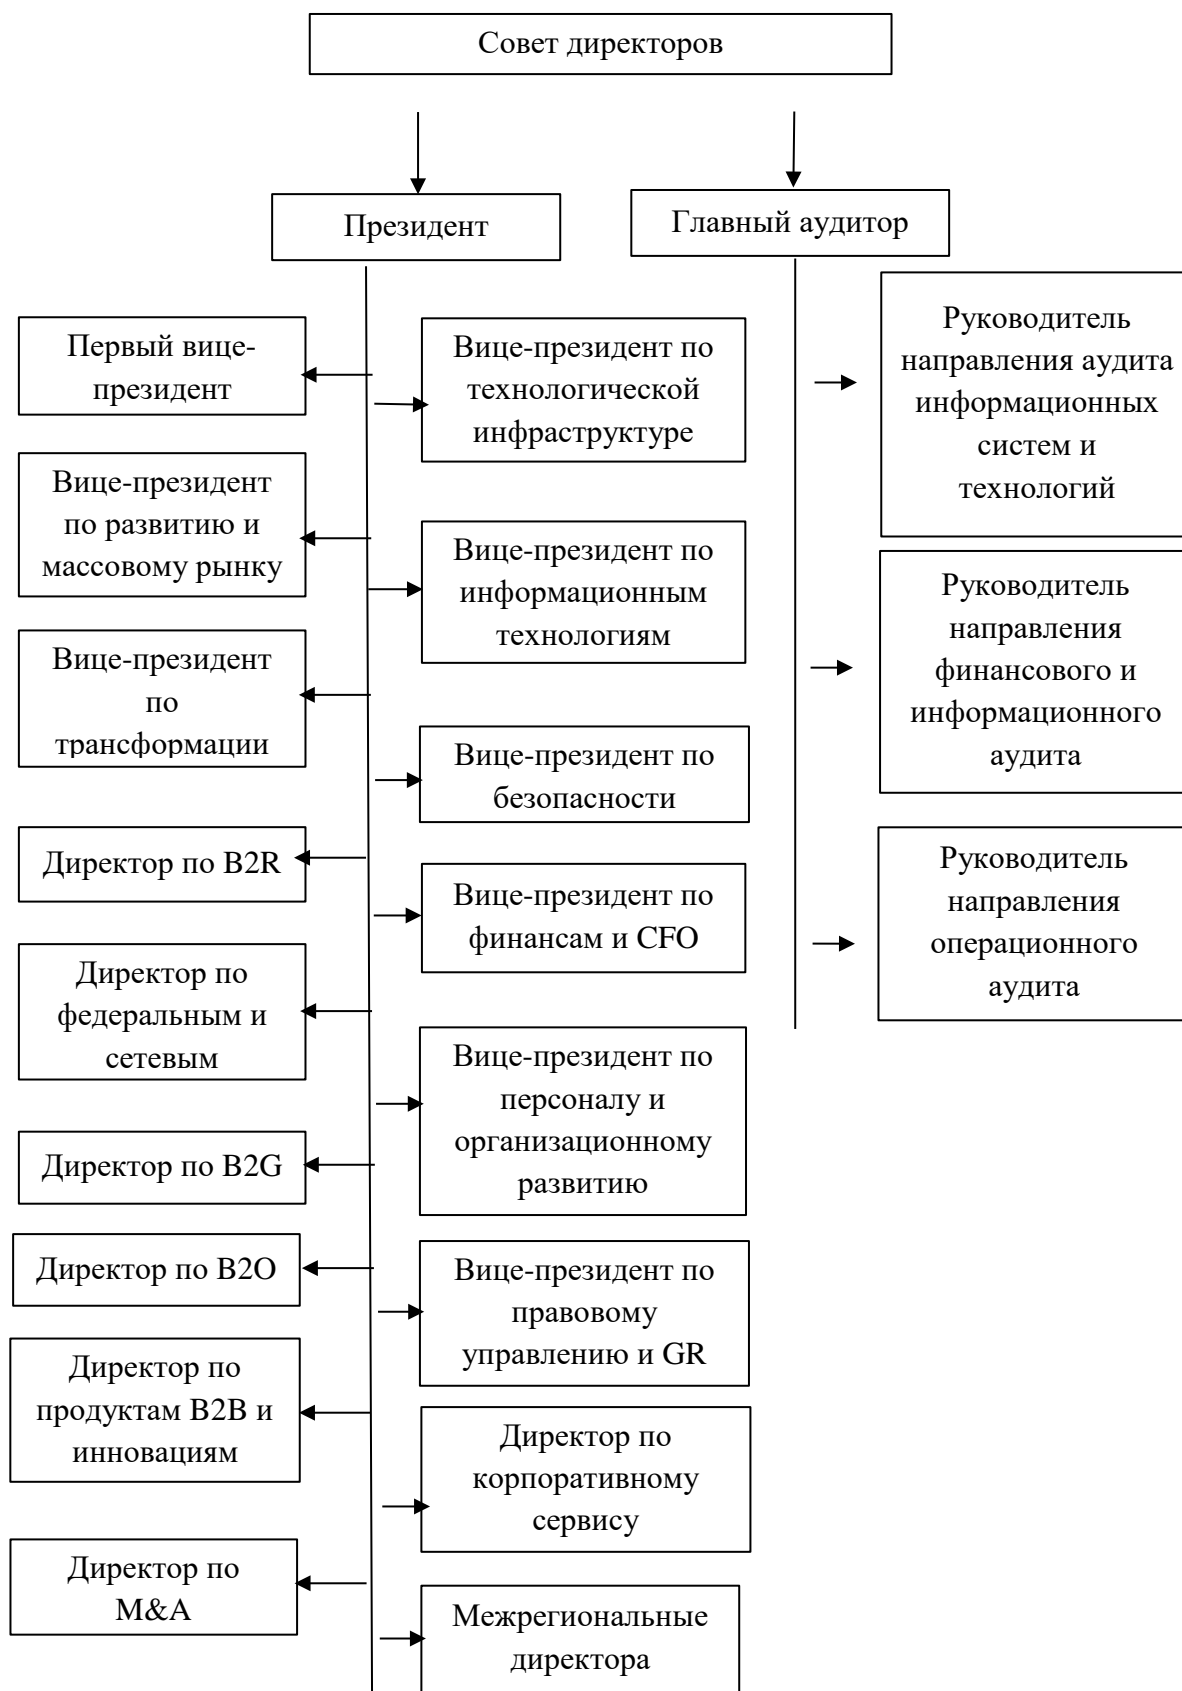 Совет директоров
Президент
Главный аудитор
Первый вице-
президент
Вице-президент
по развитию и
массовому рынку
Вице-президент
по
трансформации
Директор по B2R
Директор по
федеральным и
сетевым
Директор по B2G
Директор по B2O
Директор по
продуктам B2B и
инновациям
Директор по
M&A
Вице-президент по
технологической
инфраструктуре
Вице-президент по
информационным
технологиям
Вице-президент по
безопасности
Вице-президент по
финансам и CFO
Вице-президент по
персоналу и
организационному
развитию
Вице-президент по
правовому
управлению и GR
Директор по
корпоративному
сервису
Межрегиональные
директора
Руководитель
направления аудита
информационных
систем и
технологий
Руководитель
направления
финансового и
информационного
аудита
Руководитель
направления
операционного
аудита